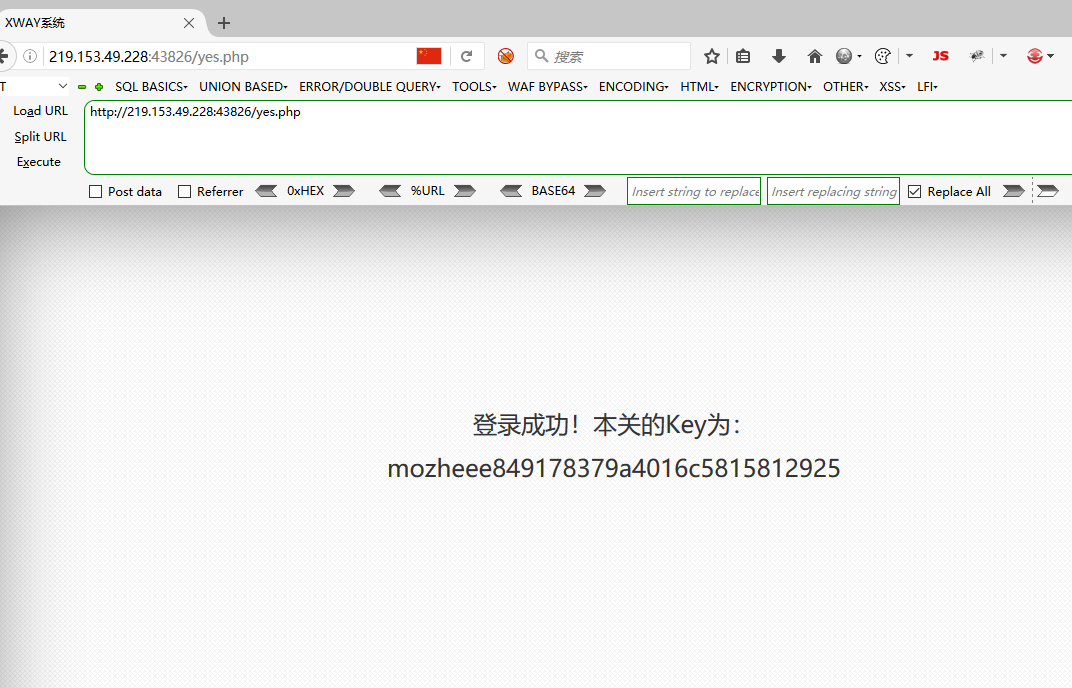 XWAY系统
219.153.49.228:43826/yes.php
搜索
JS
T
SQL BASICS
UNION BASED
ERROR/DOUBLE QUERY
TOOLS
WAF BYPASS
ENCODING
HTML
ENCRYPTION
OTHER
XSS
LFI
Load URL
http://219.153.49.228:43826/yes.php
Split URL
Execute
Post data
Referrer
0xHEX
%URL
BASE64
Insert string to replace
Insert replacing string
Replace All
登录成功！本关的Key为：
mozheee849178379a4016c5815812925